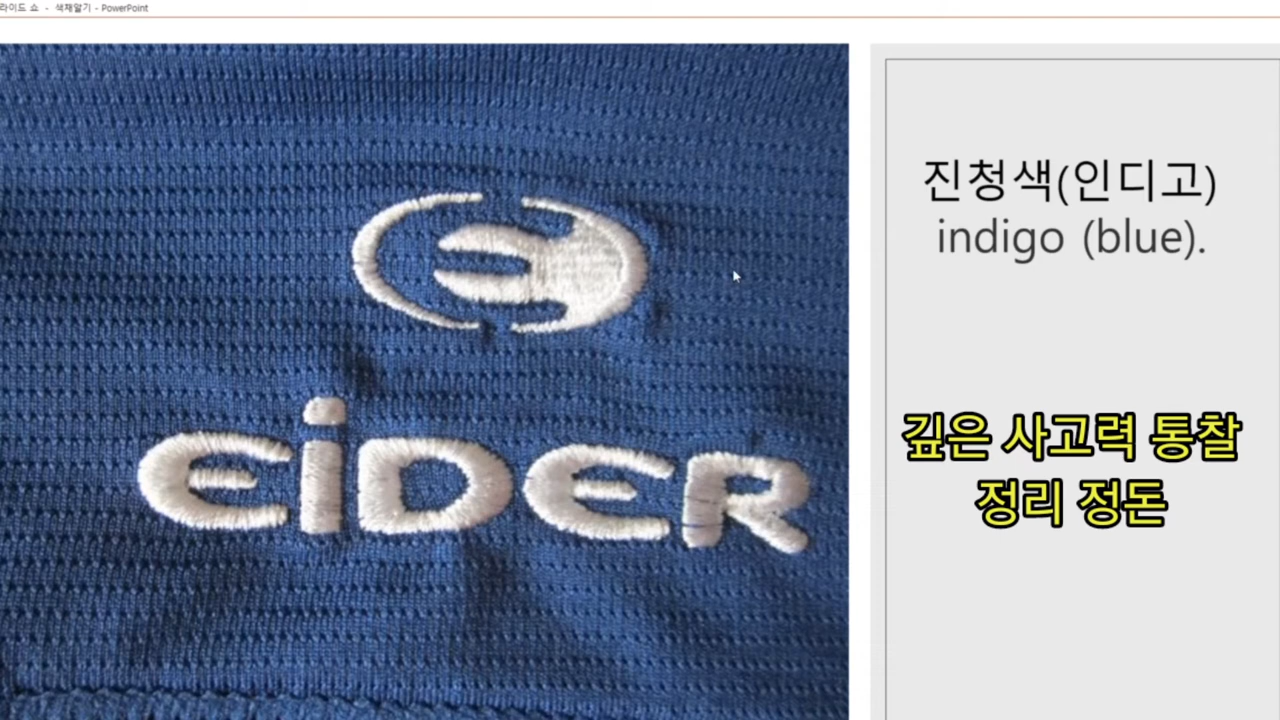 라이드 쇼 - 색채알기 - PowerPoint
EiDER
진청색(인디고)
indigo (blue).
깊은 사고력 통찰
정리 정돈